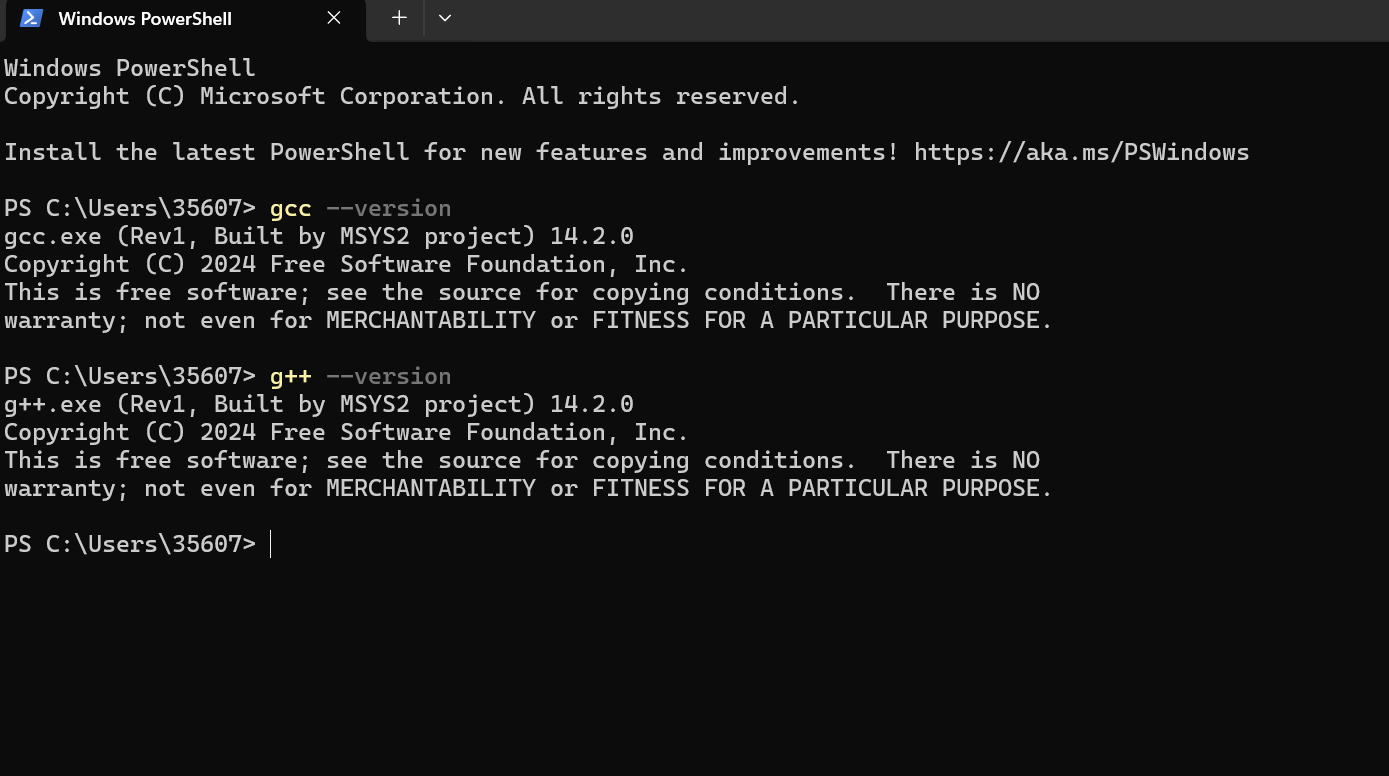 Windows PowerShell
Windows PowerShell
Copyright (C) Microsoft Corporation. All rights reserved.
Install the latest PowerShell for new features and improvements! https://aka.ms/PSWindows
PS C:\Users\35607> gcc --version
gcc.exe (Rev1, Built by MSYS2 project) 14.2.0
Copyright (C) 2024 Free Software Foundation, Inc.
This is free software; see the source for copying conditions.  There is NO
warranty; not even for MERCHANTABILITY or FITNESS FOR A PARTICULAR PURPOSE.
PS C:\Users\35607> g++ --version
g++.exe (Rev1, Built by MSYS2 project) 14.2.0
Copyright (C) 2024 Free Software Foundation, Inc.
This is free software; see the source for copying conditions.  There is NO
warranty; not even for MERCHANTABILITY or FITNESS FOR A PARTICULAR PURPOSE.
PS C:\Users\35607>